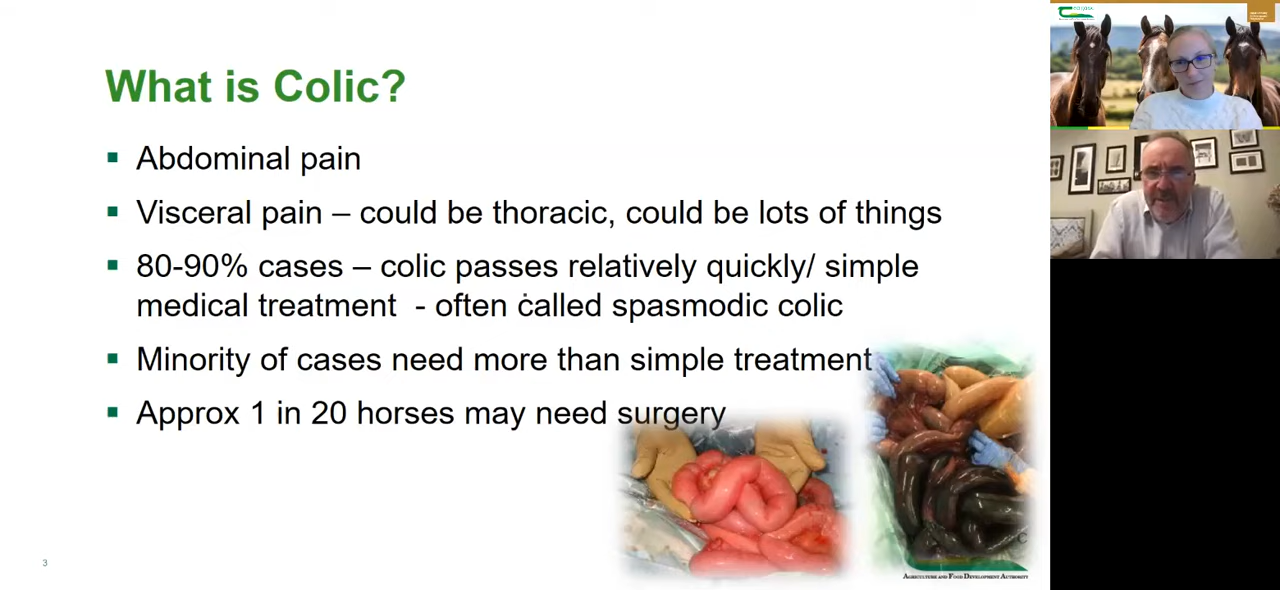 What is Colic?
Abdominal pain
Visceral pain – could be thoracic, could be lots of things
80-90% cases – colic passes relatively quickly/ simple
medical treatment - often called spasmodic colic
Minority of cases need more than simple treatment
Approx 1 in 20 horses may need surgery
3
AGRICULTURE AND FOOD DEVELOPMENT AUTHORITY